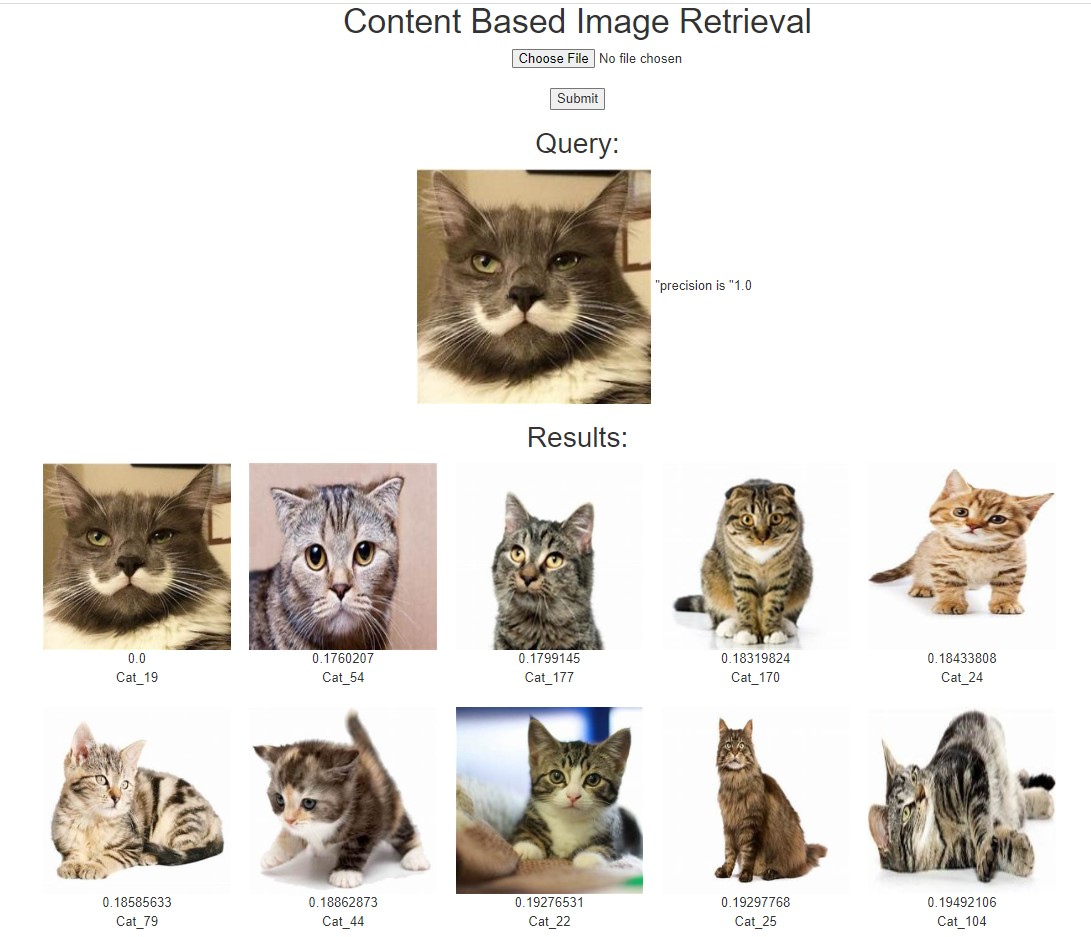 Content Based Image Retrieval
Choose File No file chosen
Submit
Query:
"precision is "1.0
Results:
0.0 0.1760207 0.1799145 0.18319824 0.18433808
Cat_19 Cat_54 Cat_177 Cat_170 Cat_24
0.18585633 0.18862873 0.19276531 0.19297768 0.19492106
Cat_79 Cat_44 Cat_22 Cat_25 Cat_104